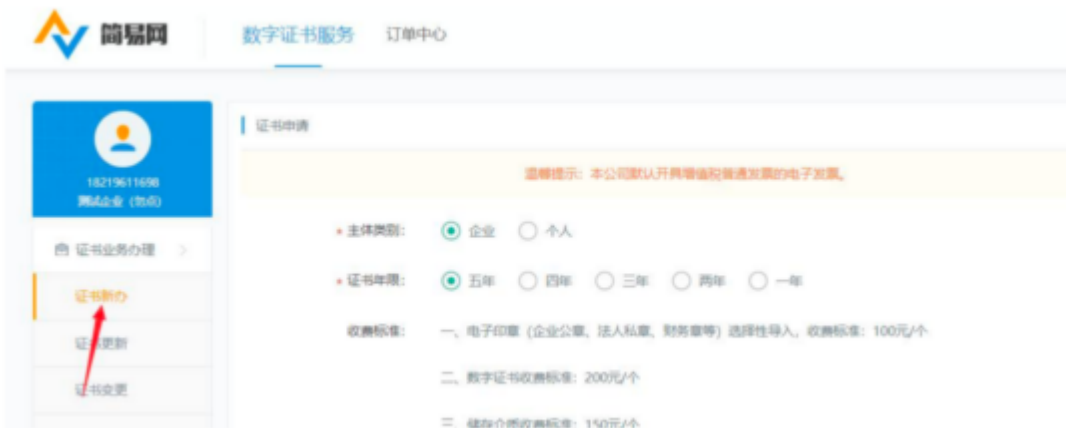 简易网
数字证书服务 订单中心
证书申请
18219611698
测试企业（勿动）
温馨提示：本公司默认开具增值税普通发票的电子发票。
* 主体类别： 企业 个人
证书业务办理 >
* 证书年限： 五年 四年 三年 两年 一年
证书新办
收费标准： 一、电子印章（企业公章、法人私章、财务章等）选择性导入，收费标准：100元/个
证书更新
二、数字证书收费标准：200元/个
证书变更
三、储存介质收费标准：150元/个